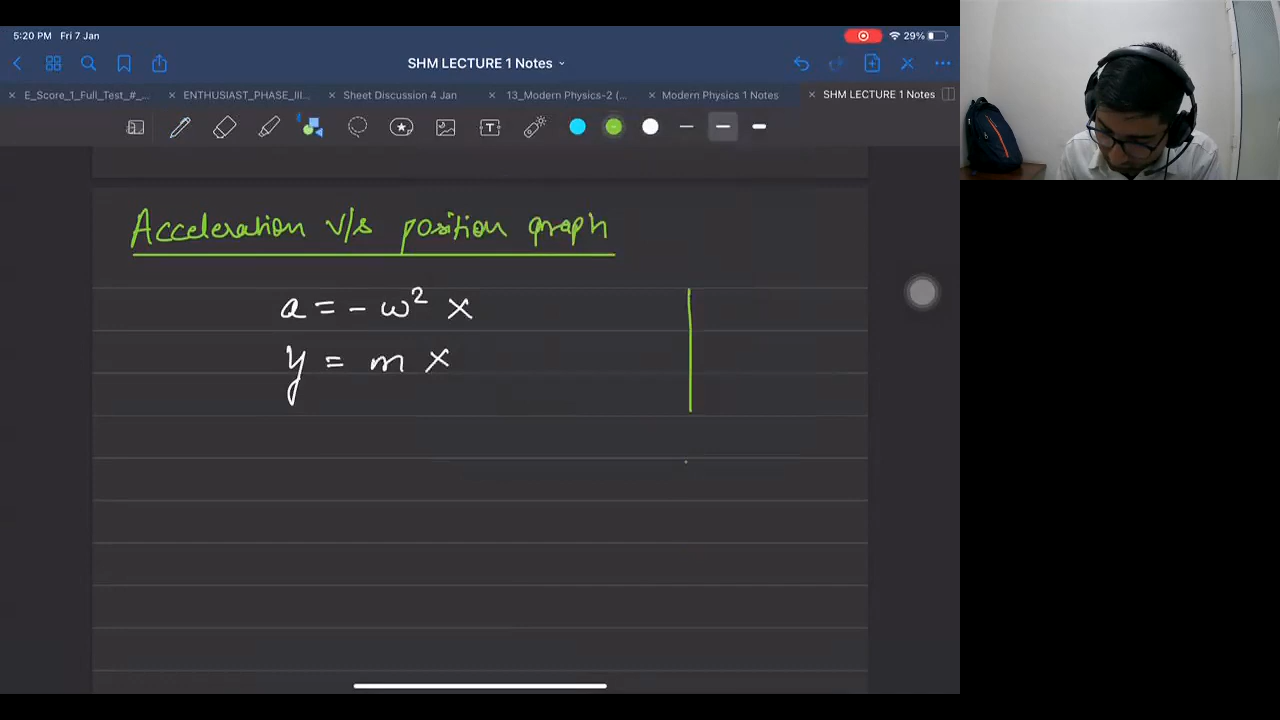 5:20 PM Fri 7 Jan
29%
SHM LECTURE 1 Notes
E_Score_1_Full_Test_#_...
ENTHUSIAST_PHASE_III...
Sheet Discussion 4 Jan
13_Modern Physics-2 (...
Modern Physics 1 Notes
SHM LECTURE 1 Notes
Acceleration v/s position graph
a = - ω² x
y = m x